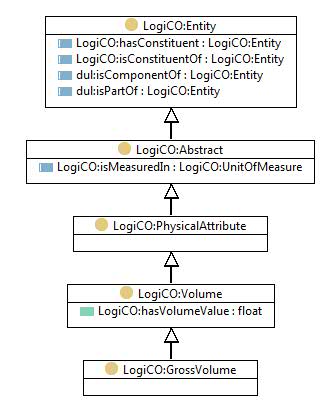 LogiCO:Entity
LogiCO:hasConstituent : LogiCO:Entity
LogiCO:isConstituentOf : LogiCO:Entity
dul:isComponentOf : LogiCO:Entity
dul:isPartOf : LogiCO:Entity
LogiCO:Abstract
LogiCO:isMeasuredIn : LogiCO:UnitOfMeasure
LogiCO:PhysicalAttribute
LogiCO:Volume
LogiCO:hasVolumeValue : float
LogiCO:GrossVolume